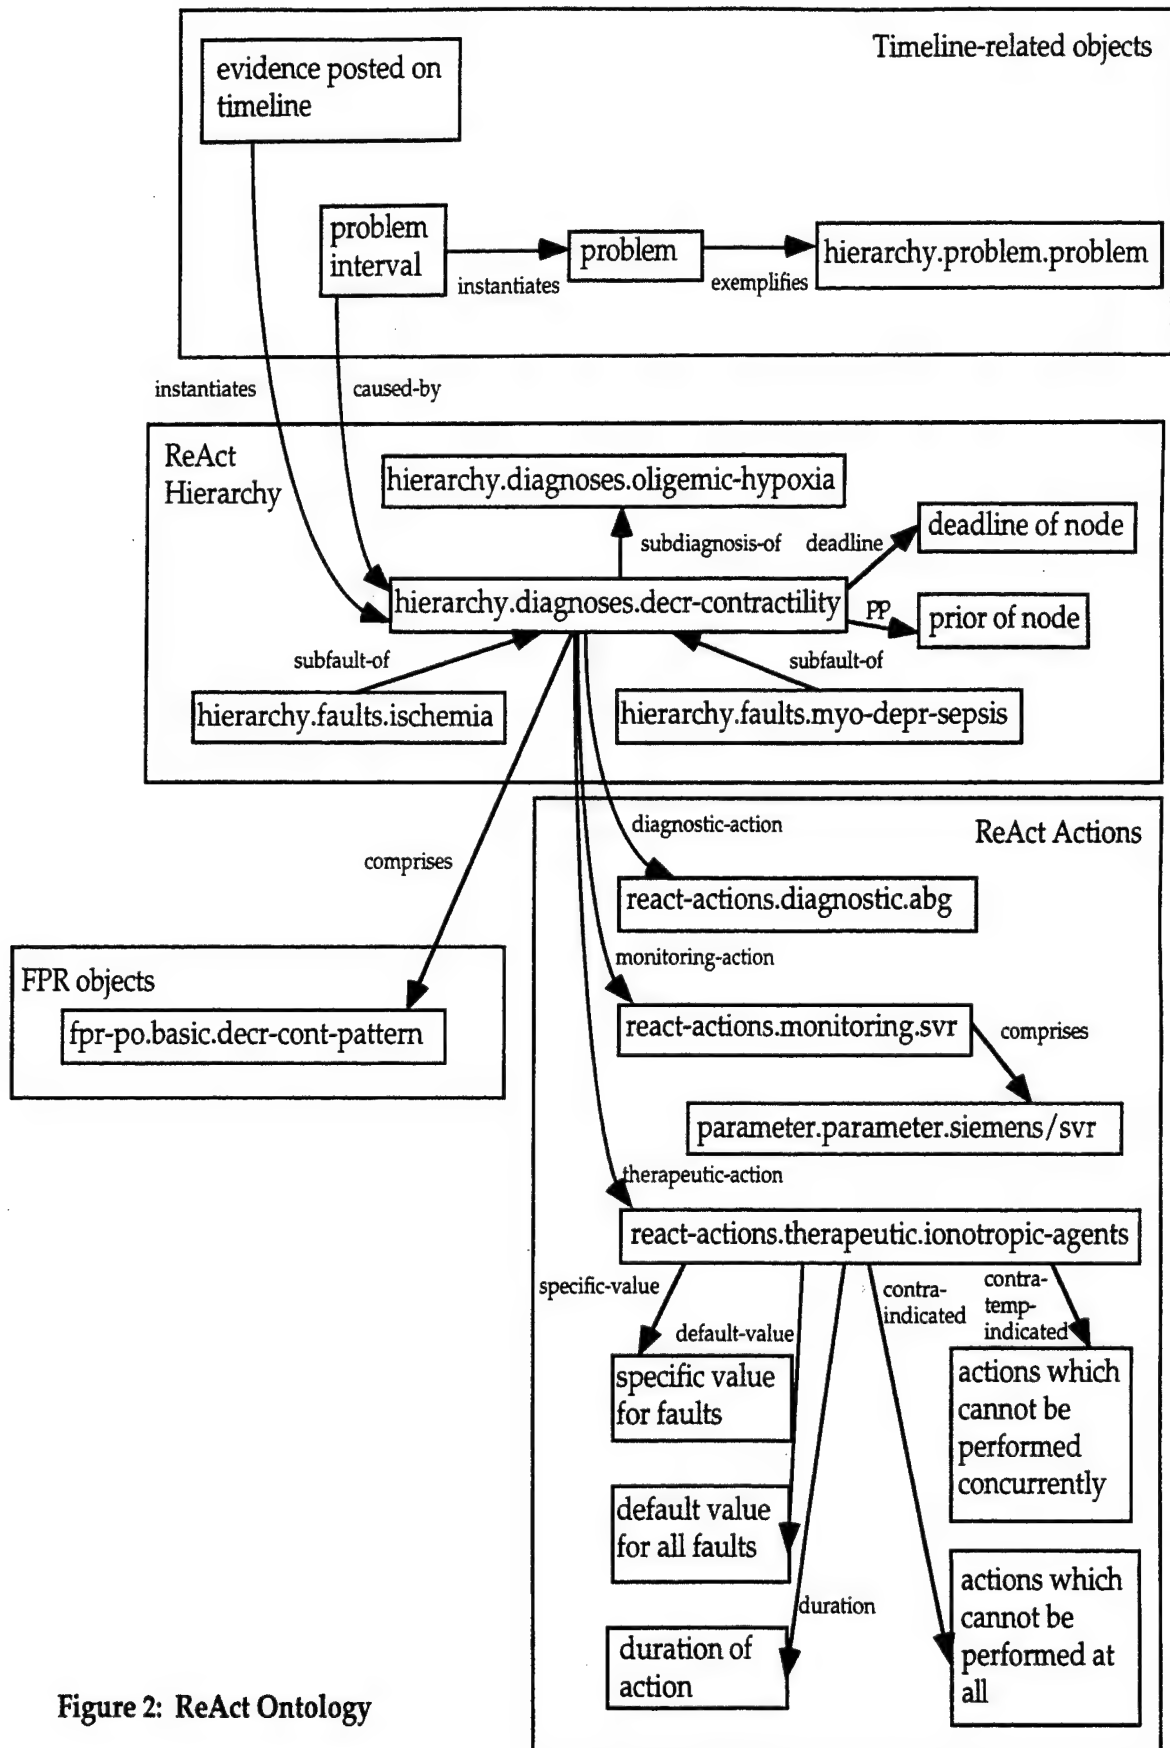 Timeline-related objects
evidence posted on
timeline
problem
interval
instantiates
problem
exemplifies
hierarchy.problem.problem
instantiates
caused-by
ReAct
Hierarchy
hierarchy.diagnoses.oligemic-hypoxia
subdiagnosis-of
deadline
deadline of node
hierarchy.diagnoses.decr-contractility
pp
prior of node
subfault-of
subfault-of
hierarchy.faults.ischemia
hierarchy.faults.myo-depr-sepsis
ReAct Actions
diagnostic-action
comprises
react-actions.diagnostic.abg
monitoring-action
FPR objects
fpr-po.basic.decr-cont-pattern
react-actions.monitoring.svr
comprises
parameter.parameter.siemens/svr
therapeutic-action
react-actions.therapeutic.ionotropic-agents
specific-value
default-value
contra-
indicated
contra-
temp-
indicated
specific value
for faults
actions which
cannot be
performed
concurrently
default value
for all faults
duration
duration of
action
actions which
cannot be
performed at
all
Figure 2: ReAct Ontology